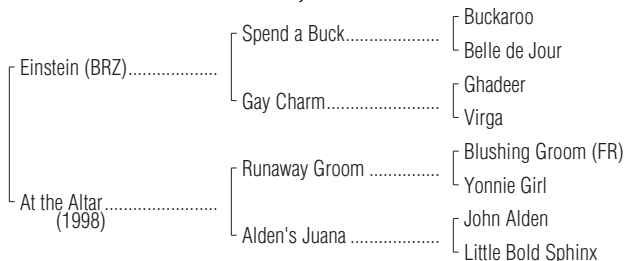 Buckaroo
Spend a Buck....................
Belle de Jour
Einstein (BRZ)...................
Ghadeer
Gay Charm........................
Virga
Blushing Groom (FR)
Runaway Groom ...............
Yonnie Girl
At the Altar........................
(1998)
John Alden
Alden's Juana ...................
Little Bold Sphinx